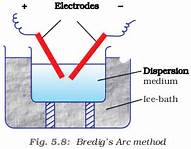 + Electrodes −
Dispersion
medium
Ice-bath
Fig. 5.8: Bredig's Arc method